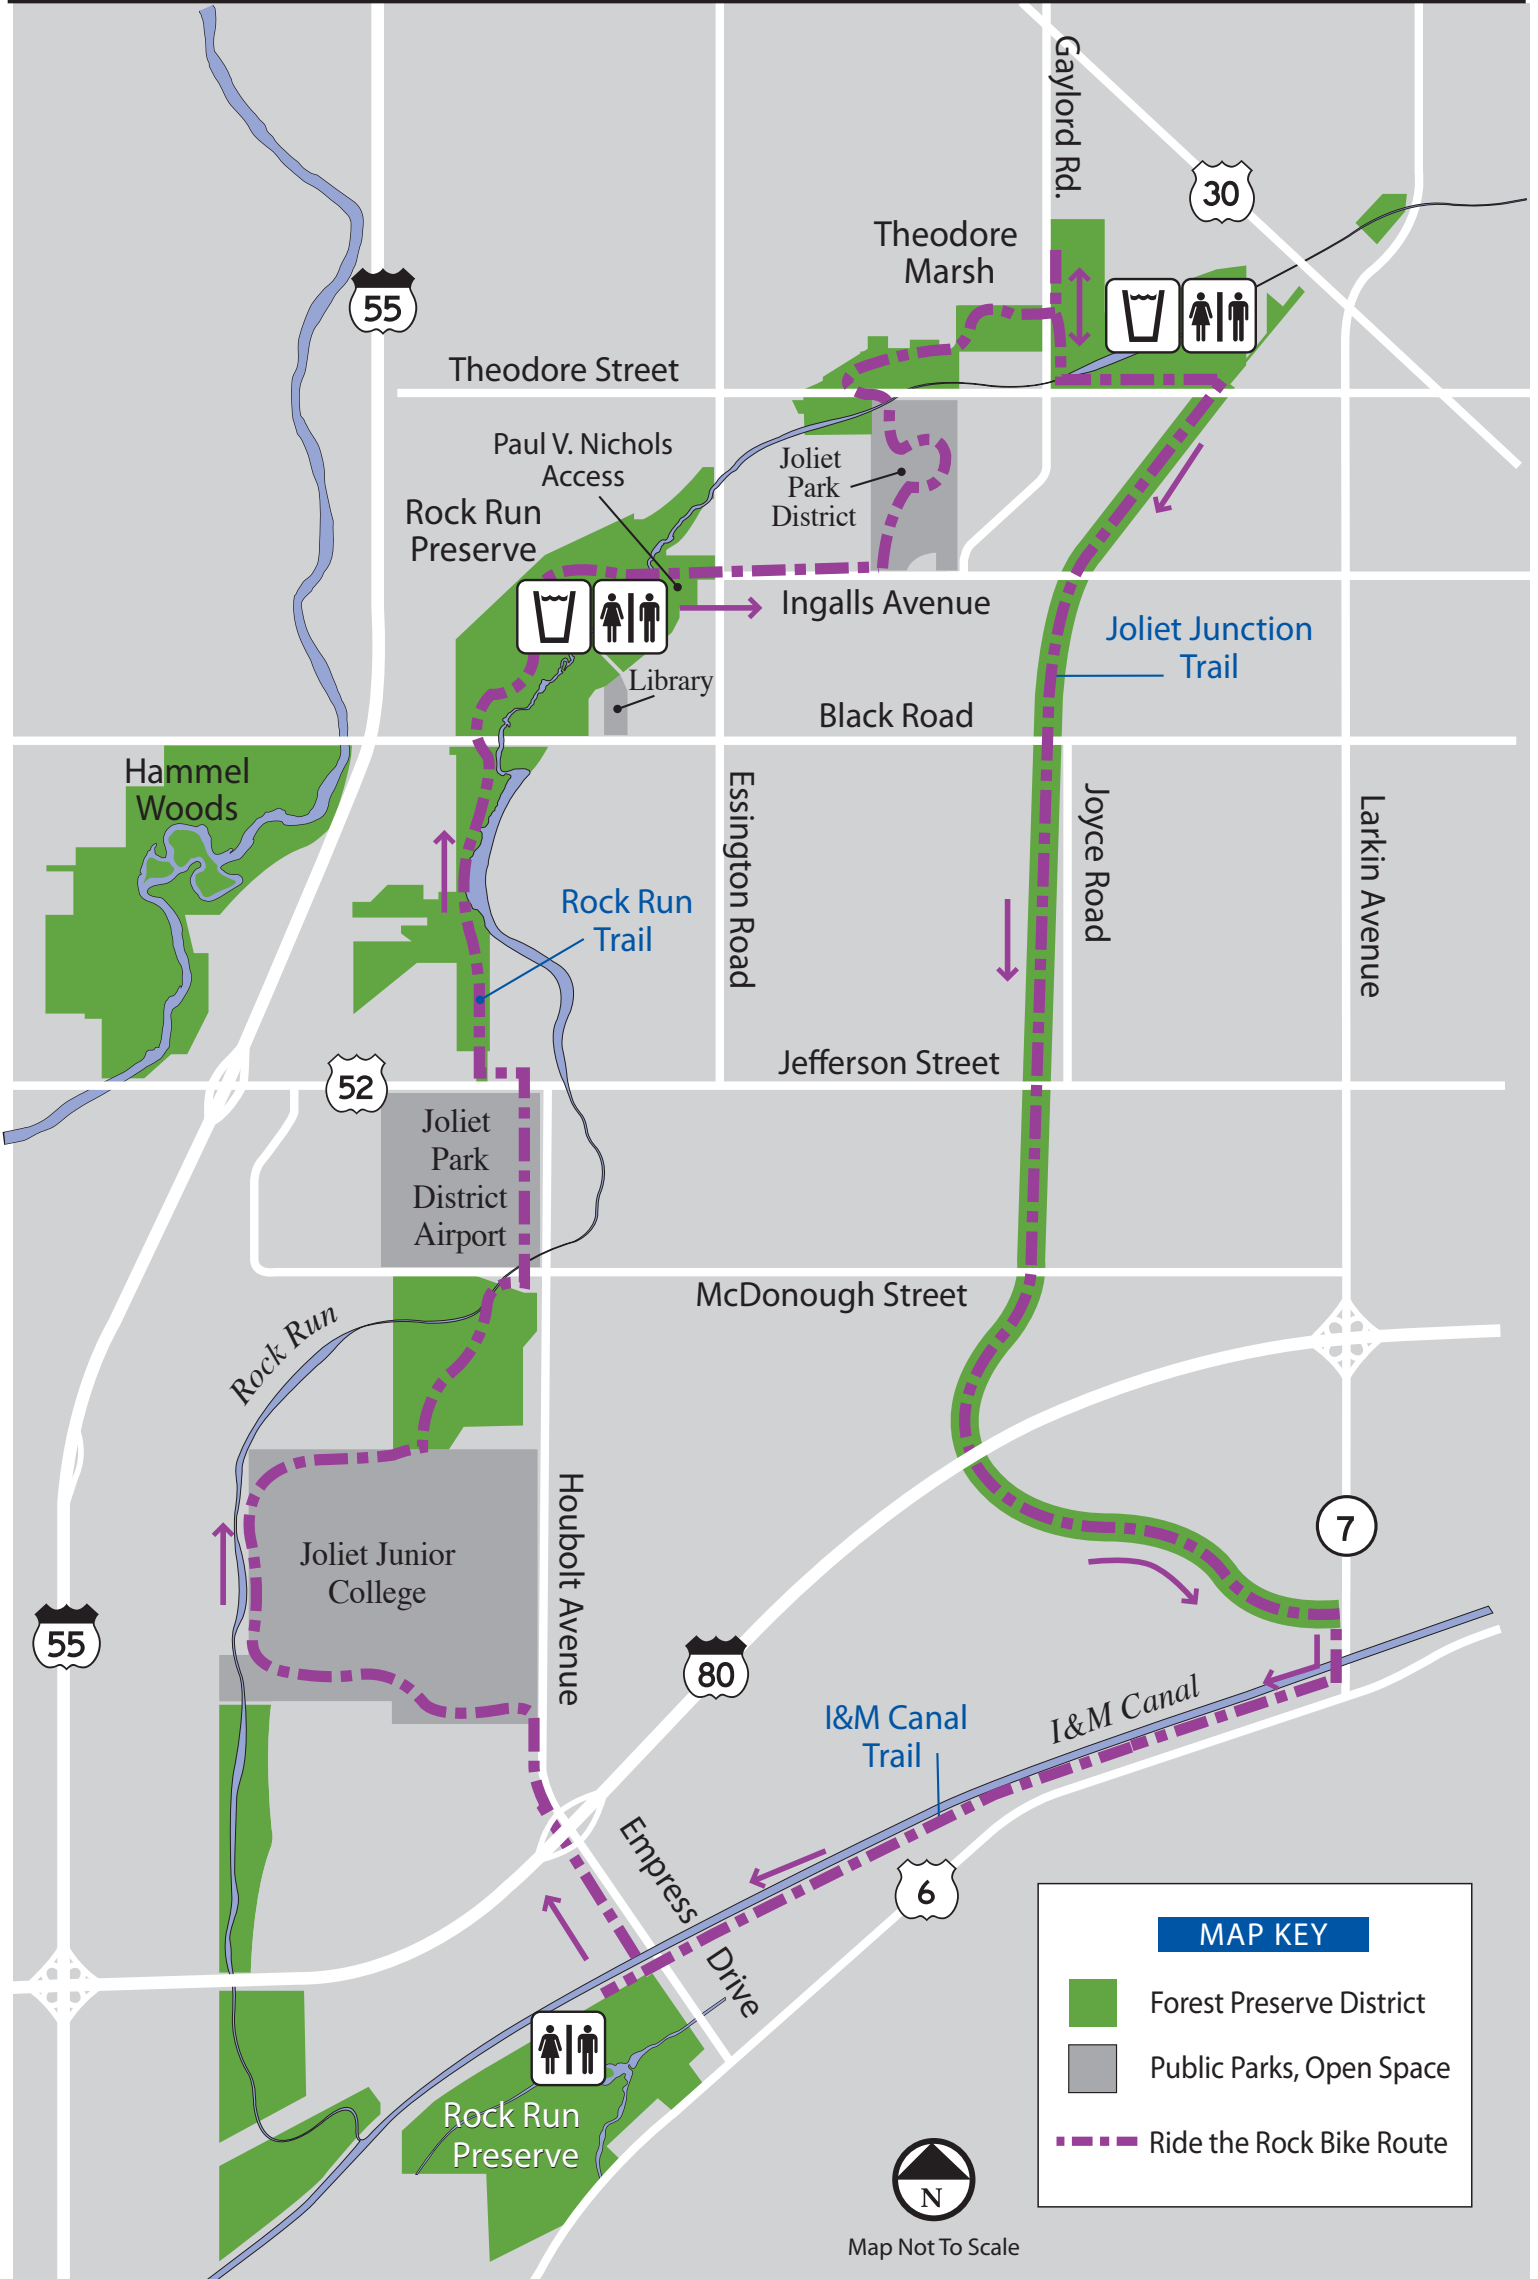 Gaylord Rd.
30
Theodore
Marsh
55
Theodore Street
Paul V. Nichols
Access
Joliet
Park
District
Rock Run
Preserve
Ingalls Avenue
Joliet Junction
Trail
Library
Black Road
Hammel
Woods
Essington Road
Joyce Road
Larkin Avenue
Rock Run
Trail
Jefferson Street
52
Joliet
Park
District
Airport
McDonough Street
Rock Run
Houbolt Avenue
7
Joliet Junior
College
55
80
I&M Canal
Trail
I&M Canal
Empress
Drive
6
MAP KEY
Forest Preserve District
Public Parks, Open Space
Ride the Rock Bike Route
Rock Run
Preserve
N
Map Not To Scale